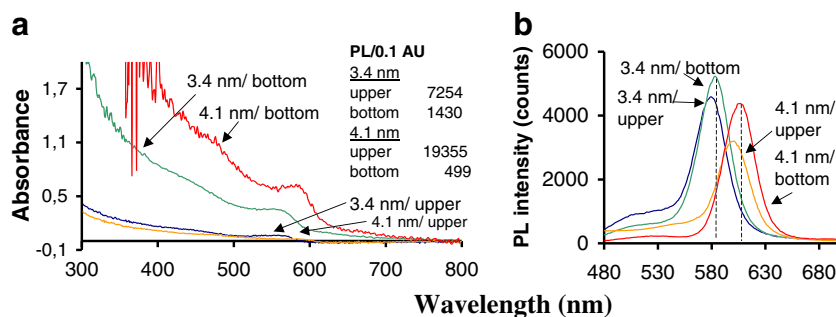 a
Absorbance
1,7
1,1
0,5
-0,1
300
400
500
600
700
800
3.4 nm/ bottom
4.1 nm/ bottom
PL/0.1 AU
3.4 nm
upper 7254
bottom 1430
4.1 nm
upper 19355
bottom 499
3.4 nm/ upper
4.1 nm/ upper
b
PL intensity (counts)
6000
4000
2000
0
480
530
580
630
680
3.4 nm/ bottom
3.4 nm/
upper
4.1 nm/
upper
4.1 nm/
bottom
Wavelength (nm)